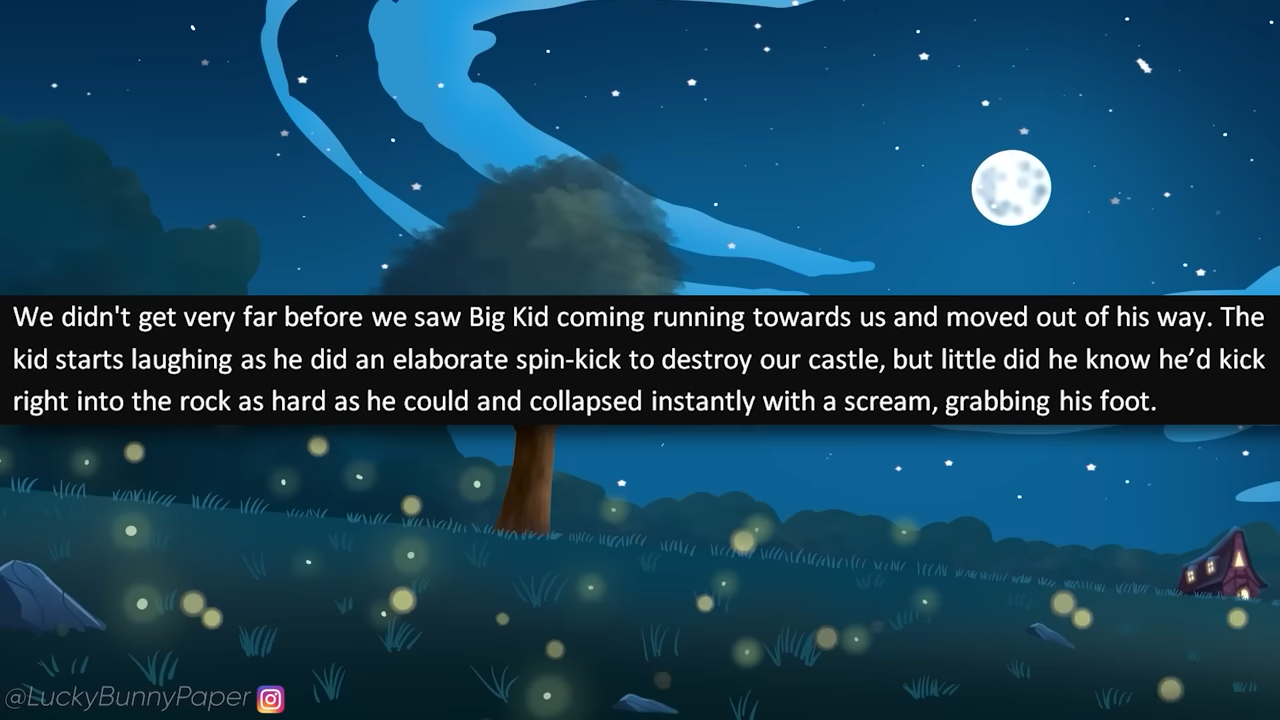 We didn't get very far before we saw Big Kid coming running towards us and moved out of his way. The
kid starts laughing as he did an elaborate spin-kick to destroy our castle, but little did he know he’d kick
right into the rock as hard as he could and collapsed instantly with a scream, grabbing his foot.
@LuckyBunnyPaper